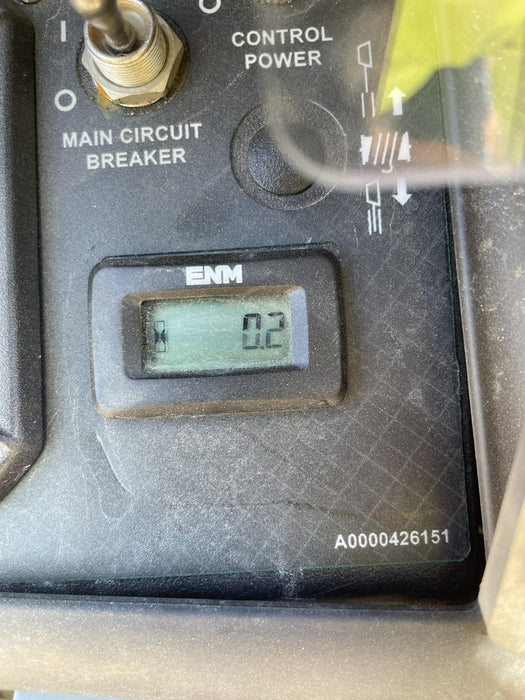 I
O
CONTROL
POWER
O
MAIN CIRCUIT
BREAKER
ENM
0.2
A0000426151